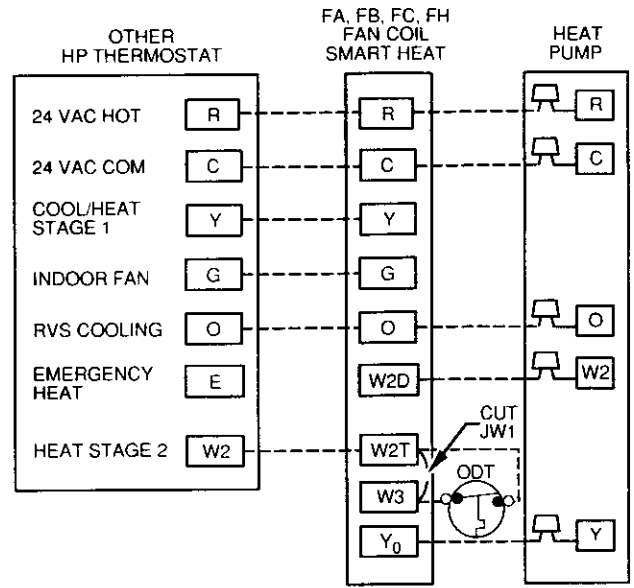 OTHER
HP THERMOSTAT
FA, FB, FC, FH
FAN COIL
SMART HEAT
HEAT
PUMP
24 VAC HOT R R R
24 VAC COM C C C
COOL/HEAT
STAGE 1 Y Y
INDOOR FAN G G
RVS COOLING O O O
EMERGENCY
HEAT E W2D W2
CUT
JW1
HEAT STAGE 2 W2 W2T
ODT
W3
Y0 Y